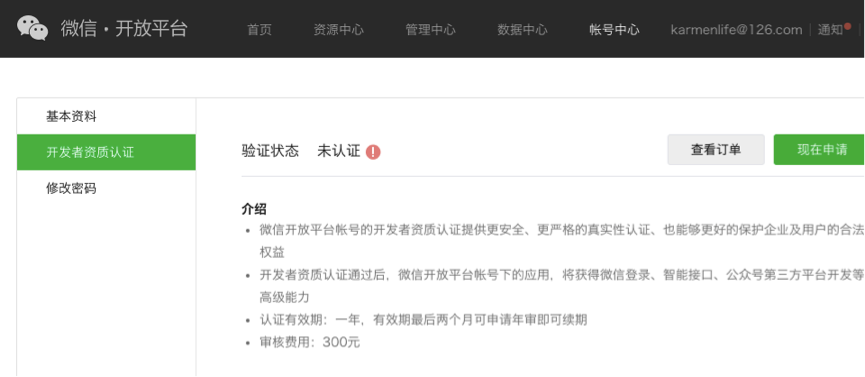 微信·开放平台 首页 资源中心 管理中心 数据中心 帐号中心 karmenlife@126.com 通知
基本资料
开发者资质认证
修改密码
验证状态 未认证 查看订单 现在申请
介绍
• 微信开放平台帐号的开发者资质认证提供更安全、更严格的真实性认证、也能够更好的保护企业及用户的合法
权益
• 开发者资质认证通过后，微信开放平台帐号下的应用，将获得微信登录、智能接口、公众号第三方平台开发等
高级能力
• 认证有效期：一年，有效期最后两个月可申请年审即可续期
• 审核费用：300元